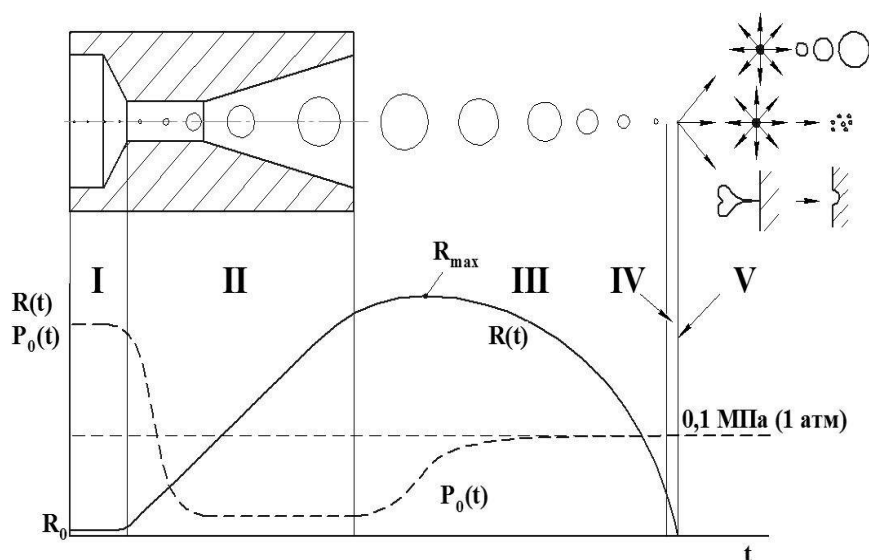 R_max
I II III IV V
R(t)
P₀(t)
R(t)
0,1 МПа (1 атм)
P₀(t)
R₀
t